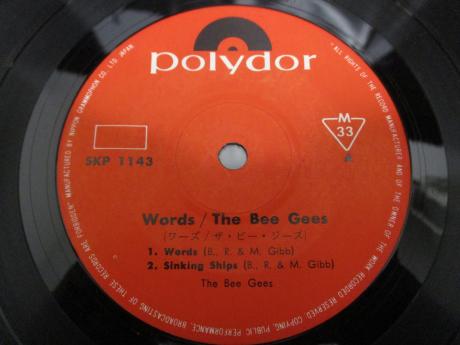 polydor
SKP 1143
M
33
A
Words / The Bee Gees
(ワーズ / ザ・ビー・ジーズ)
1. Words (B., R. & M. Gibb)
2. Sinking Ships (B., R. & M. Gibb)
The Bee Gees
MANUFACTURED BY NIPPON GRAMMOPHON CO. LTD. JAPAN
"ALL RIGHTS OF THE RECORD MANUFACTURER AND OF THE OWNER OF THE WORK RECORDED RESERVED. COPYING, PUBLIC PERFORMANCE, BROADCASTING OF THESE RECORDS ARE FORBIDDEN"